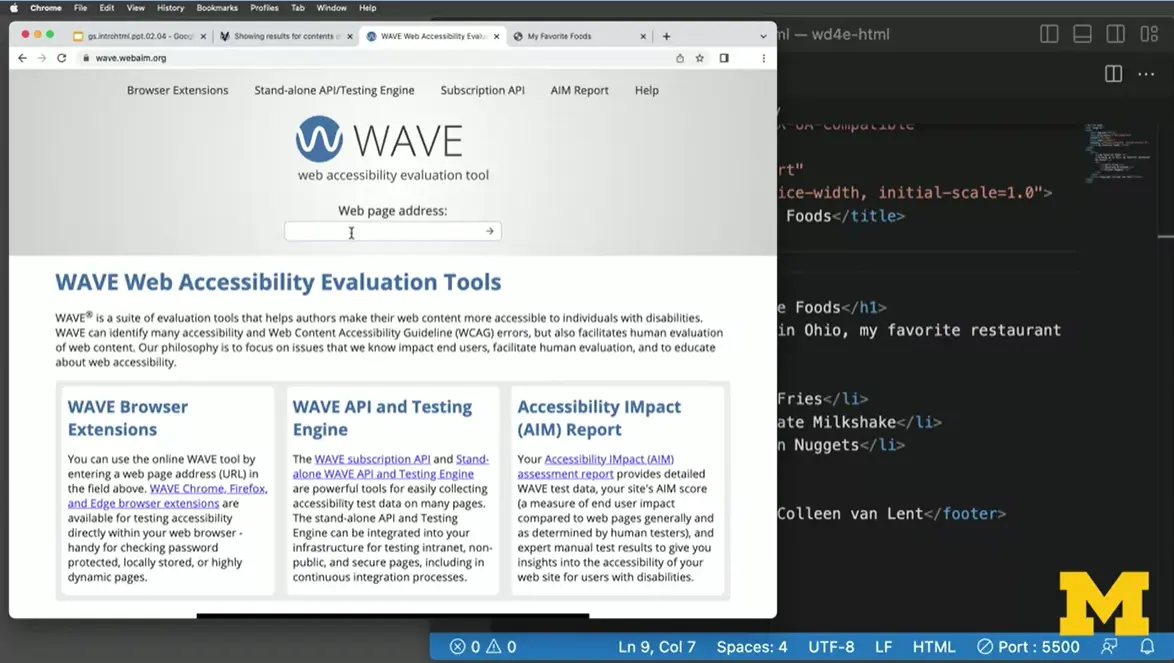 Chrome File Edit View History Bookmarks Profiles Tab Window Help
gs.intrchtml.ppt.02.04 - Goog
Showing results for contents o
WAVE Web Accessibility Evalu
My Favorite Foods
wave.webaim.org
Browser Extensions Stand-alone API/Testing Engine Subscription API AIM Report Help
WAVE
web accessibility evaluation tool
Web page address:
WAVE Web Accessibility Evaluation Tools
WAVE® is a suite of evaluation tools that helps authors make their web content more accessible to individuals with disabilities.
WAVE can identify many accessibility and Web Content Accessibility Guideline (WCAG) errors, but also facilitates human evaluation
of web content. Our philosophy is to focus on issues that we know impact end users, facilitate human evaluation, and to educate
about web accessibility.
WAVE Browser
Extensions
You can use the online WAVE tool by
entering a web page address (URL) in
the field above. WAVE Chrome, Firefox,
and Edge browser extensions are
available for testing accessibility
directly within your web browser -
handy for checking password
protected, locally stored, or highly
dynamic pages.
WAVE API and Testing
Engine
The WAVE subscription API and Stand-
alone WAVE API and Testing Engine
are powerful tools for easily collecting
accessibility test data on many pages.
The stand-alone API and Testing
Engine can be integrated into your
infrastructure for testing intranet, non-
public, and secure pages, including in
continuous integration processes.
Accessibility IMpact
(AIM) Report
Your Accessibility IMpact (AIM)
assessment report provides detailed
WAVE test data, your site's AIM score
(a measure of end user impact
compared to web pages generally and
as determined by human testers), and
expert manual test results to give you
insights into the accessibility of your
web site for users with disabilities.
ml — wd4e-html
X-UA-Compatible
rt"
ice-width, initial-scale=1.0">
Foods</title>
e Foods</h1>
in Ohio, my favorite restaurant
Fries</li>
ate Milkshake</li>
n Nuggets</li>
Colleen van Lent</footer>
M
0 0 Ln 9, Col 7 Spaces: 4 UTF-8 LF HTML Port : 5500